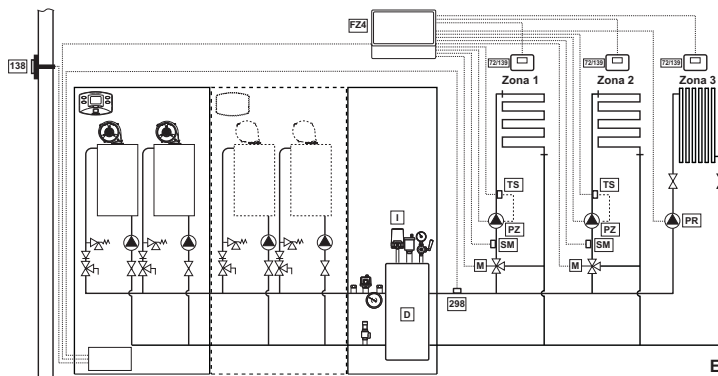 FZ4
138
72/139
72/139
72/139
Zona 1
Zona 2
Zona 3
TS
TS
I
PZ
PZ
PR
SM
SM
M
M
298
D
E